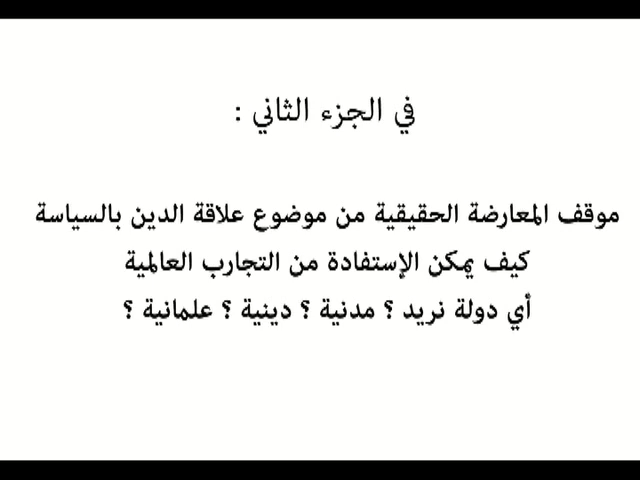 في الجزء الثاني :
موقف المعارضة الحقيقية من موضوع علاقة الدين بالسياسة
كيف يمكن الإستفادة من التجارب العالمية
أي دولة نريد ؟ مدنية ؟ دينية ؟ علمانية ؟